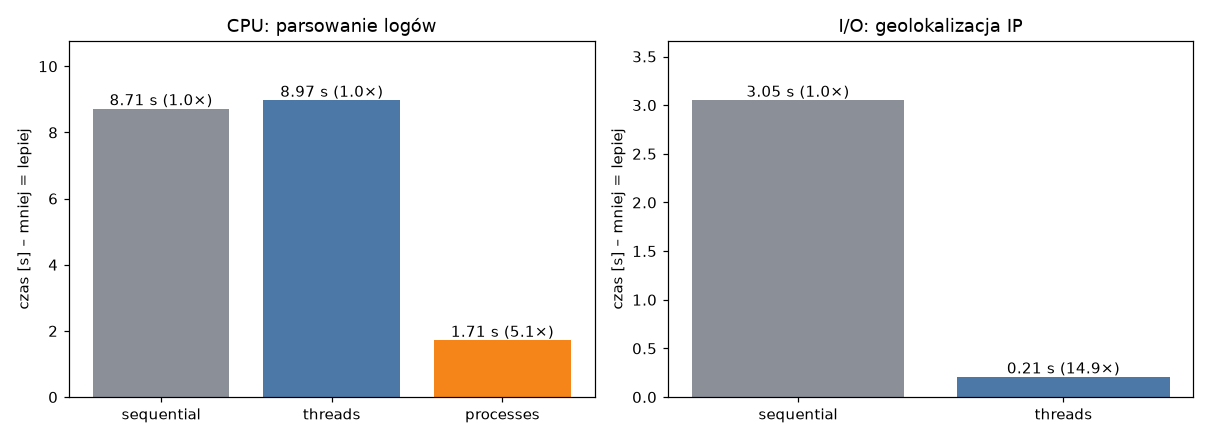 CPU: parsowanie logów
czas [s] – mniej = lepiej
10
8
6
4
2
0
8.71 s (1.0×)
8.97 s (1.0×)
1.71 s (5.1×)
sequential
threads
processes
I/O: geolokalizacja IP
czas [s] – mniej = lepiej
3.5
3.0
2.5
2.0
1.5
1.0
0.5
0.0
3.05 s (1.0×)
0.21 s (14.9×)
sequential
threads